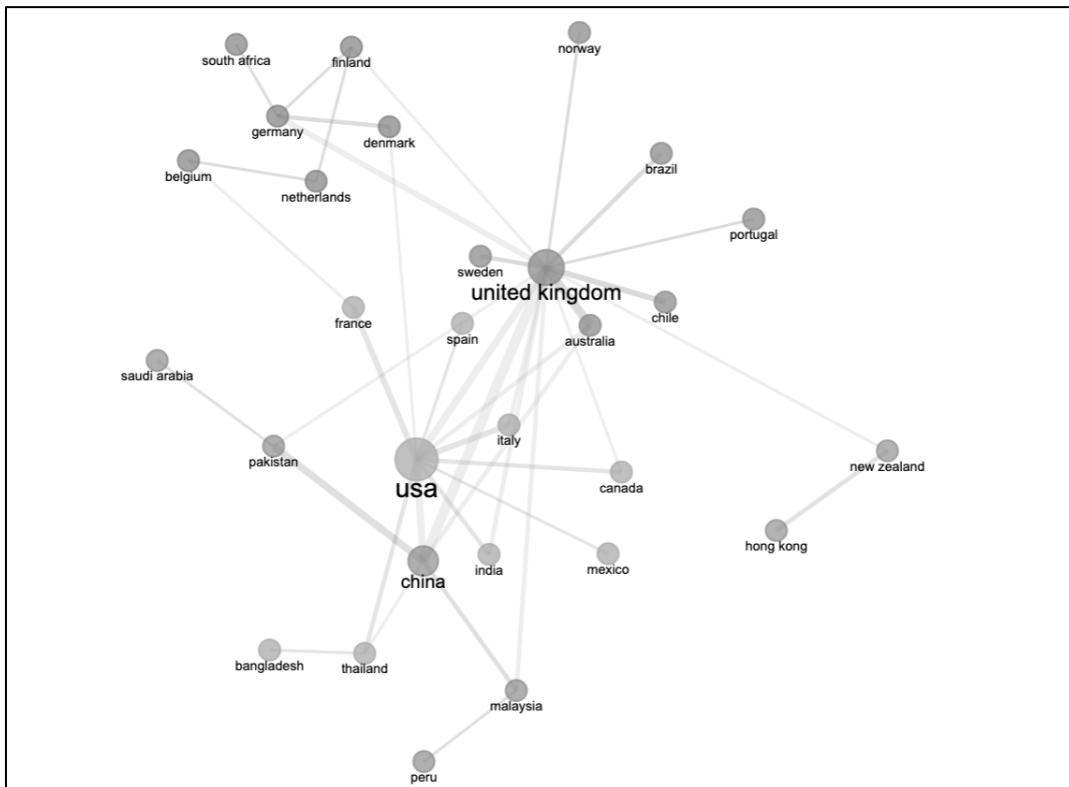 norway
south africa
finland
germany
denmark
brazil
belgium
netherlands
portugal
sweden
united kingdom
chile
france
spain
australia
saudi arabia
italy
pakistan
new zealand
usa
canada
hong kong
china
india
mexico
bangladesh
thailand
malaysia
peru